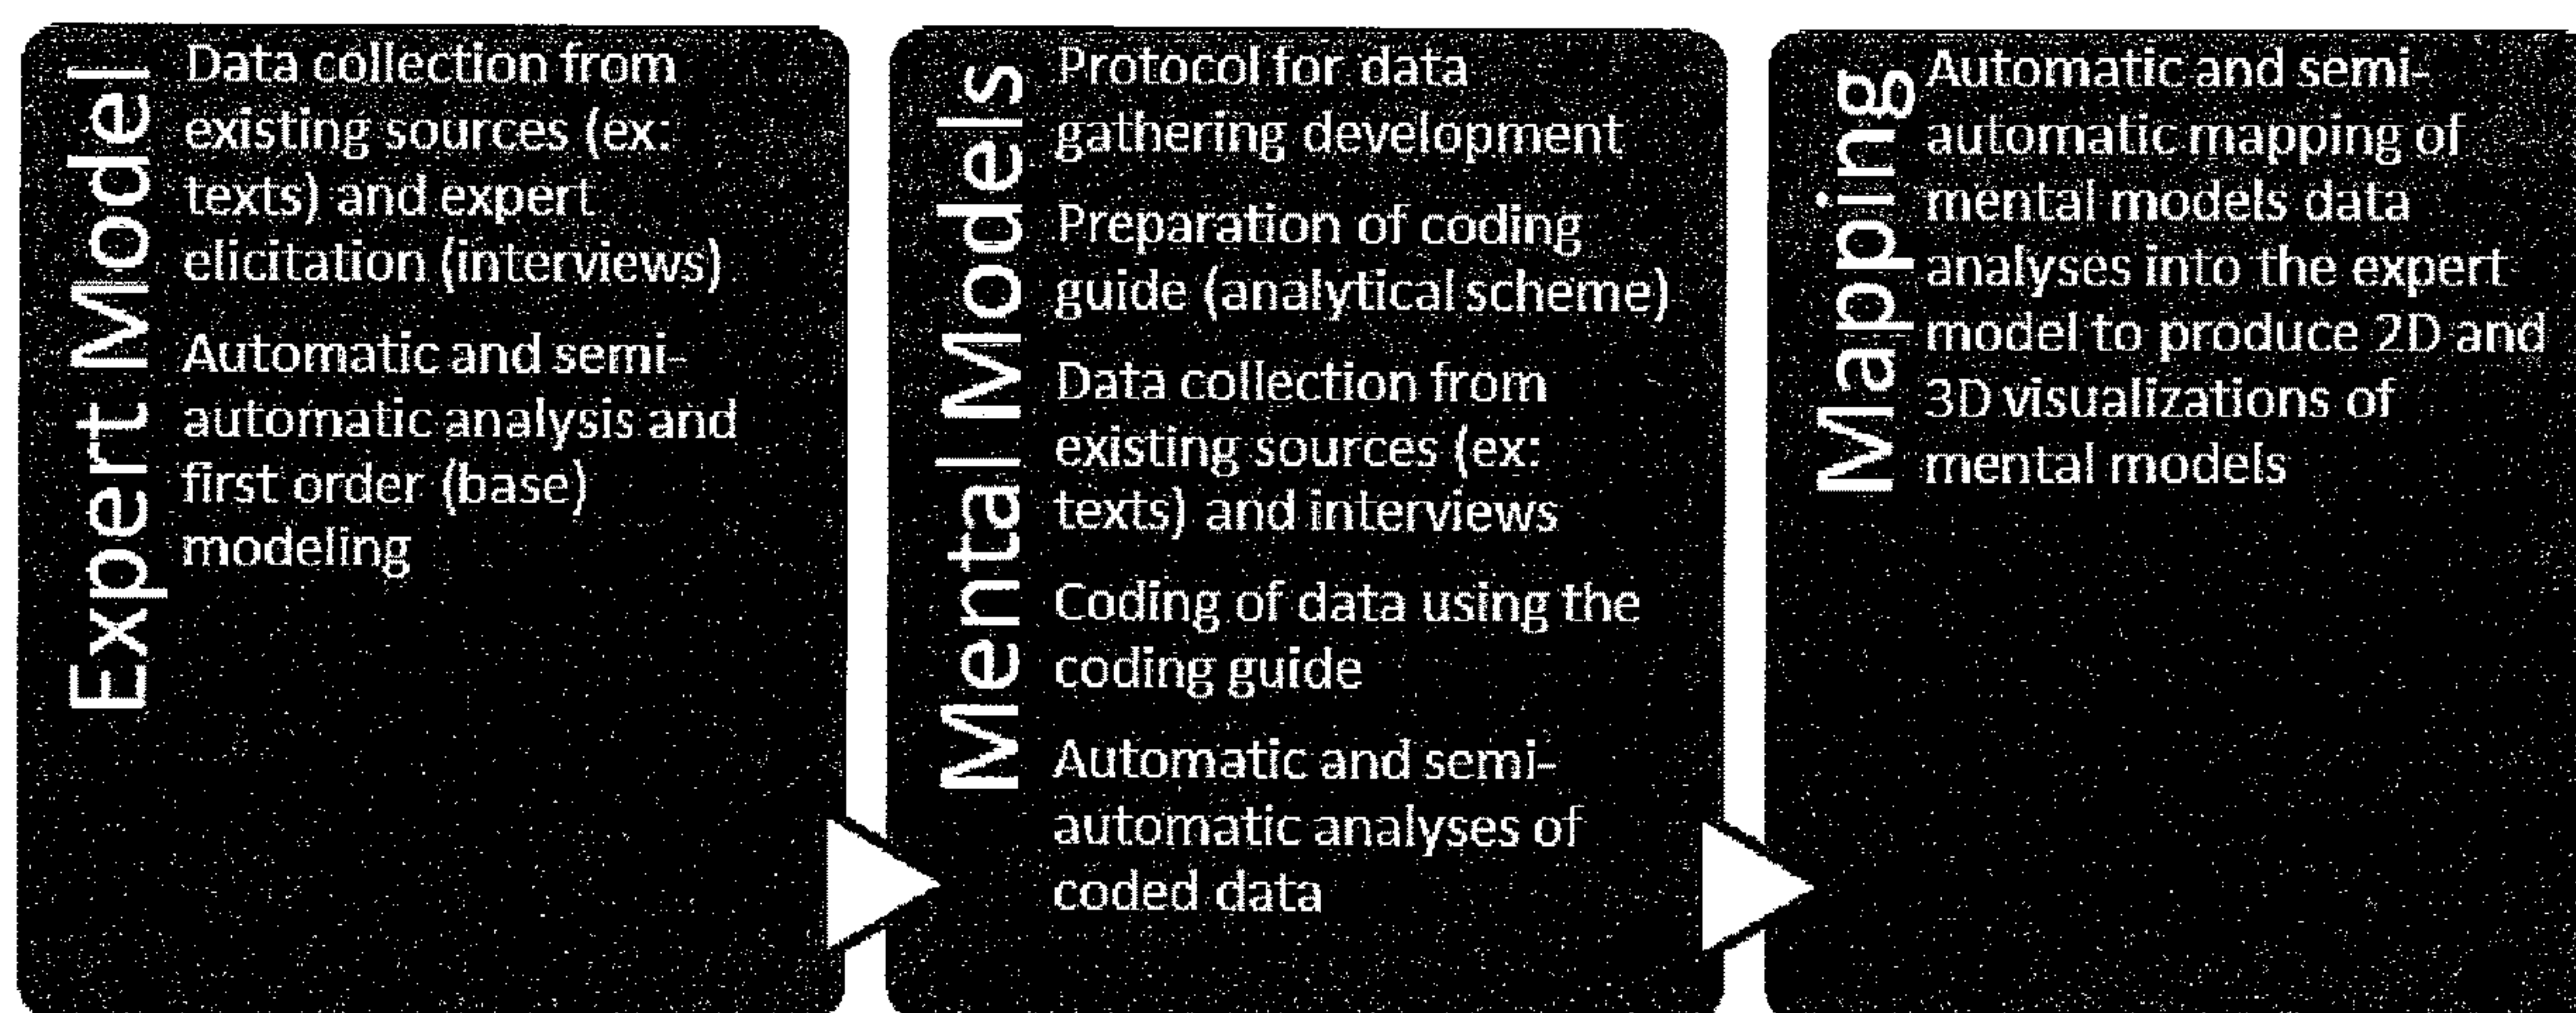 Expert Model
Data collection from
existing sources (ex:
texts) and expert
elicitation (interviews)
Automatic and semi-
automatic analysis and
first order (base)
modeling
Mental Models
Protocol for data
gathering development
Preparation of coding
guide (analytical scheme)
Data collection from
existing sources (ex:
texts) and interviews
Coding of data using the
coding guide
Automatic and semi-
automatic analyses of
coded data
Mapping
Automatic and semi-
automatic mapping of
mental models data
analyses into the expert
model to produce 2D and
3D visualizations of
mental models